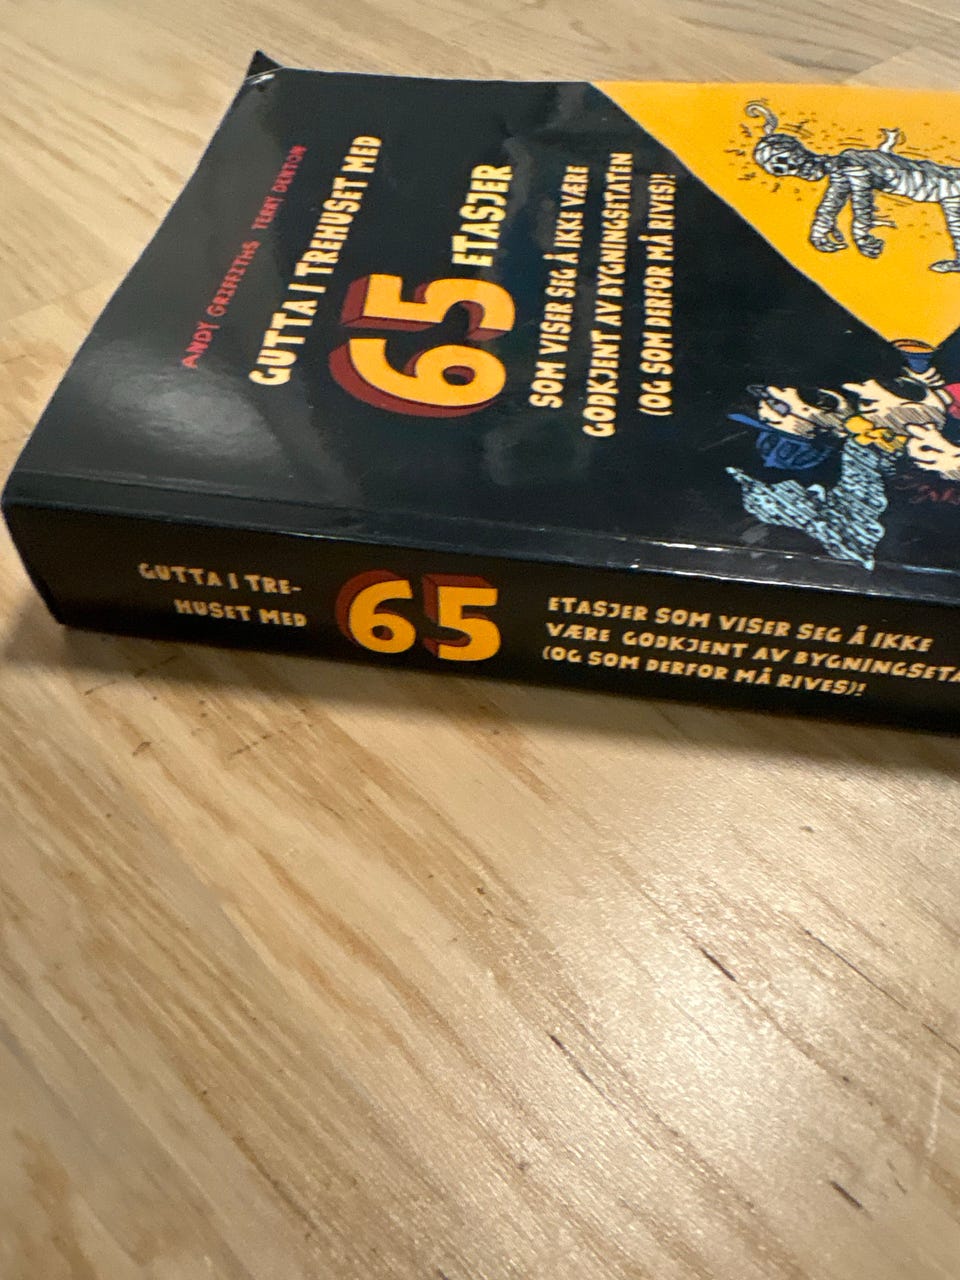 ANDY GRIFFITHS TERRY DENTON
GUTTA I TREHUSET MED
65 ETASJER
SOM VISER SEG Å IKKE VÆRE
GODKJENT AV BYGNINGSETATEN
(OG SOM DERFOR MÅ RIVES)!
GUTTA I TRE-
HUSET MED
65
ETASJER SOM VISER SEG Å IKKE
VÆRE GODKJENT AV BYGNINGSETA
(OG SOM DERFOR MÅ RIVES)!